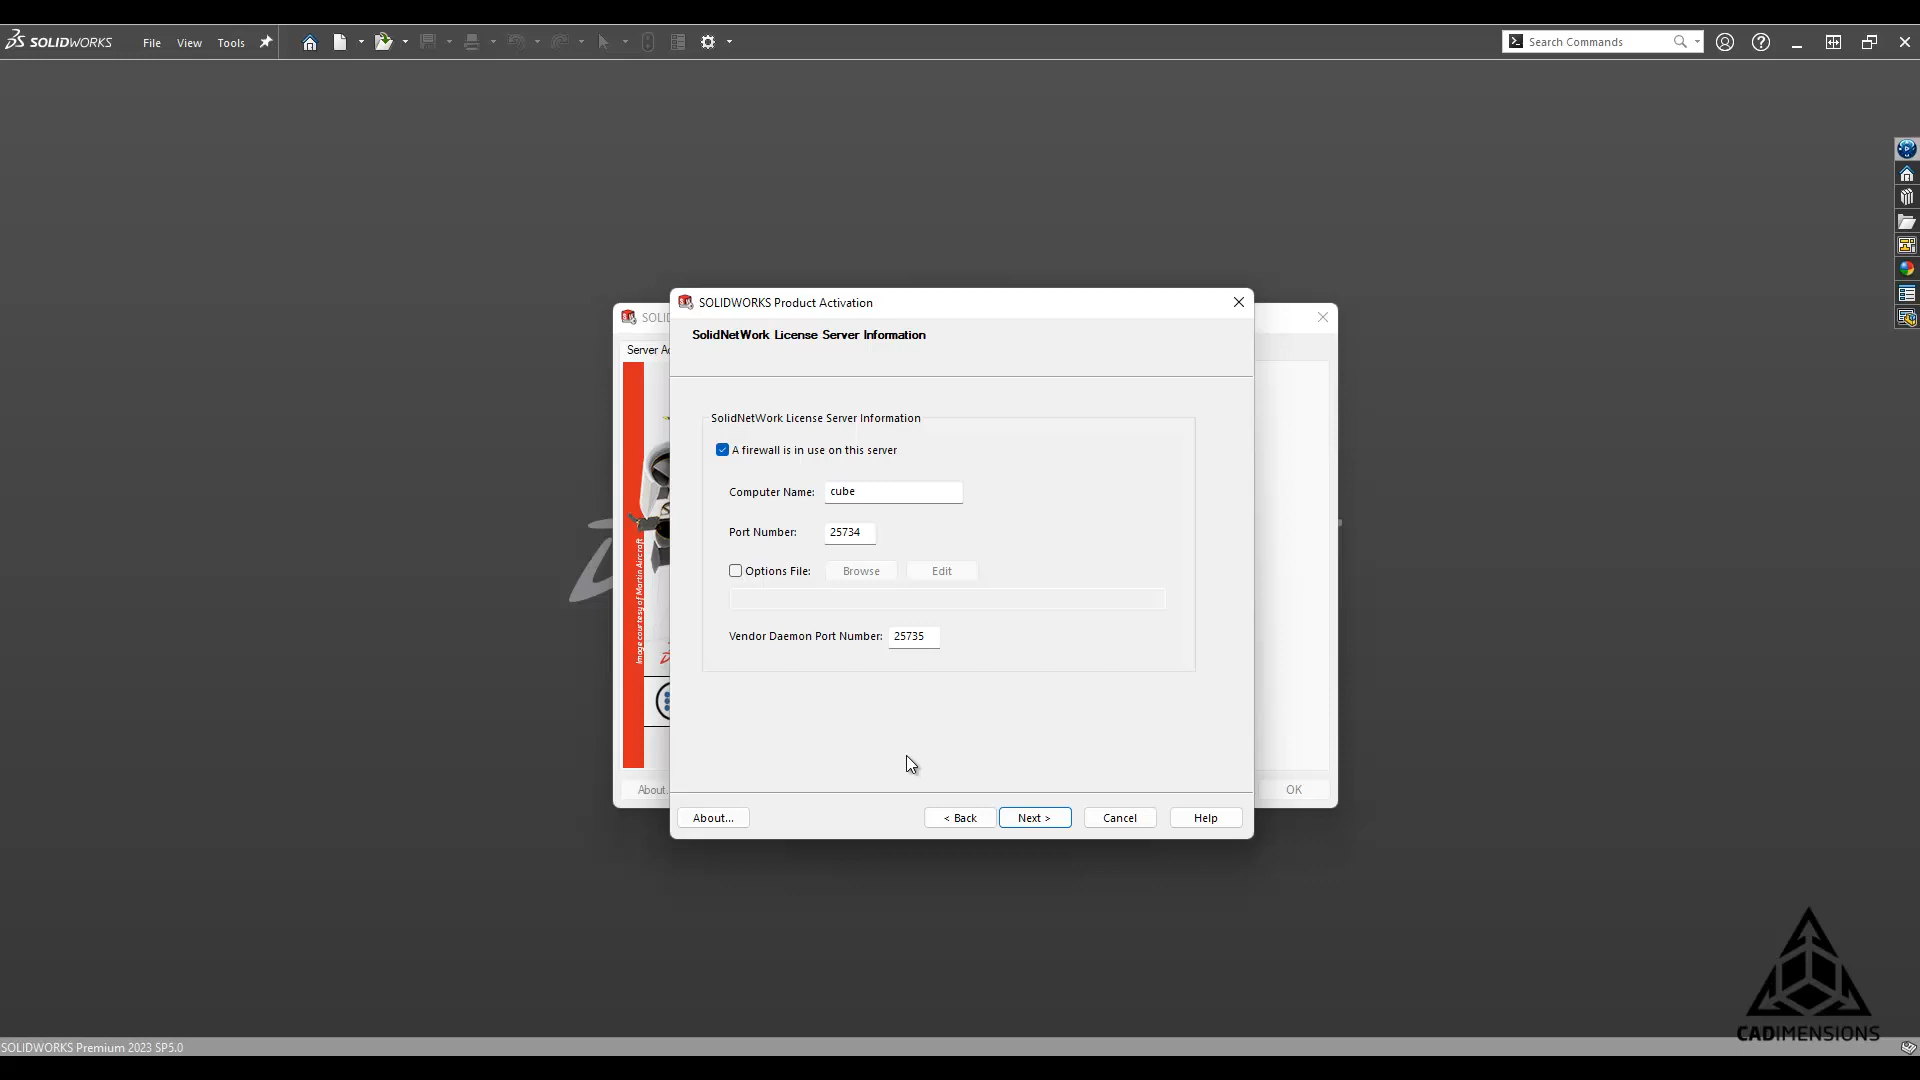 SOLIDWORKS File View Tools Search Commands
SOLIDWORKS Product Activation
SOLID
SolidNetWork License Server Information
Server Ac
SolidNetWork License Server Information
A firewall is in use on this server
Computer Name: cube
Port Number: 25734
Options File: Browse Edit
Image courtesy of Martin Aircraft
Vendor Daemon Port Number: 25735
About. OK
About... < Back Next > Cancel Help
CADIMENSIONS
SOLIDWORKS Premium 2023 SP5.0